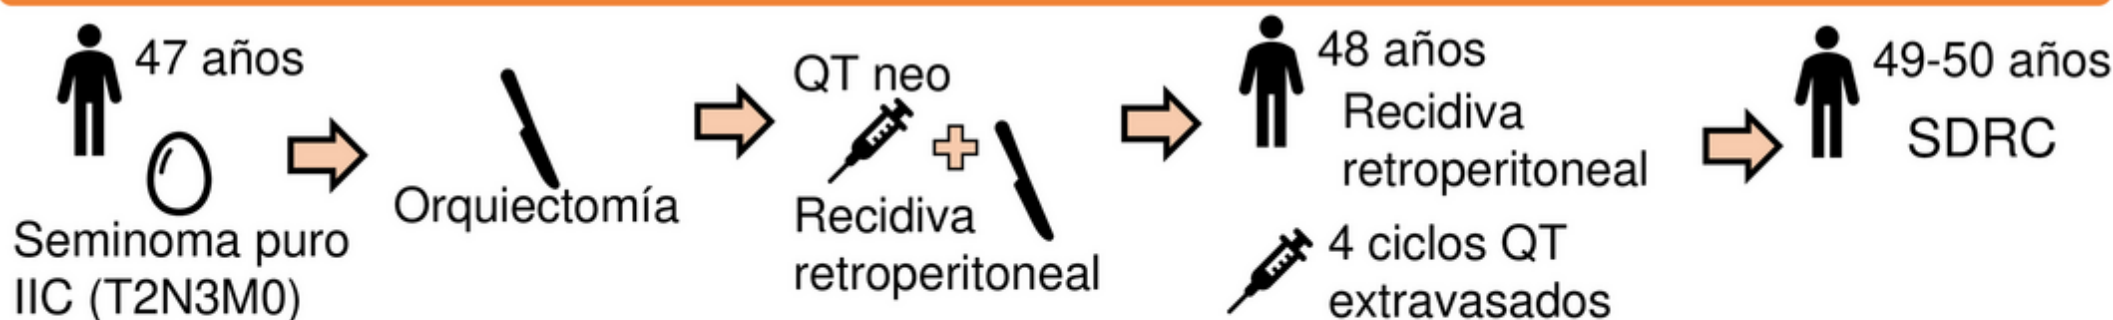 47 años
Seminoma puro
IIC (T2N3M0)
Orquiectomía
QT neo
Recidiva
retroperitoneal
48 años
Recidiva
retroperitoneal
4 ciclos QT
extravasados
49-50 años
SDRC